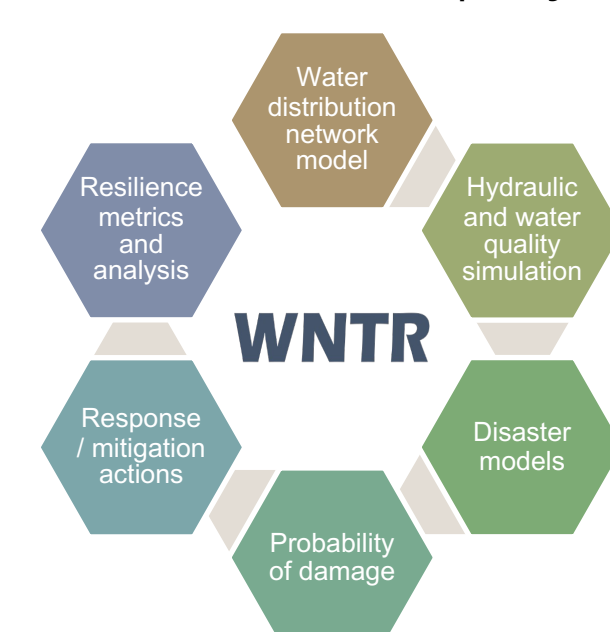 Water
distribution
network
model
Hydraulic
and water
quality
simulation
Disaster
models
Probability
of damage
Response
/ mitigation
actions
Resilience
metrics
and
analysis
WNTR